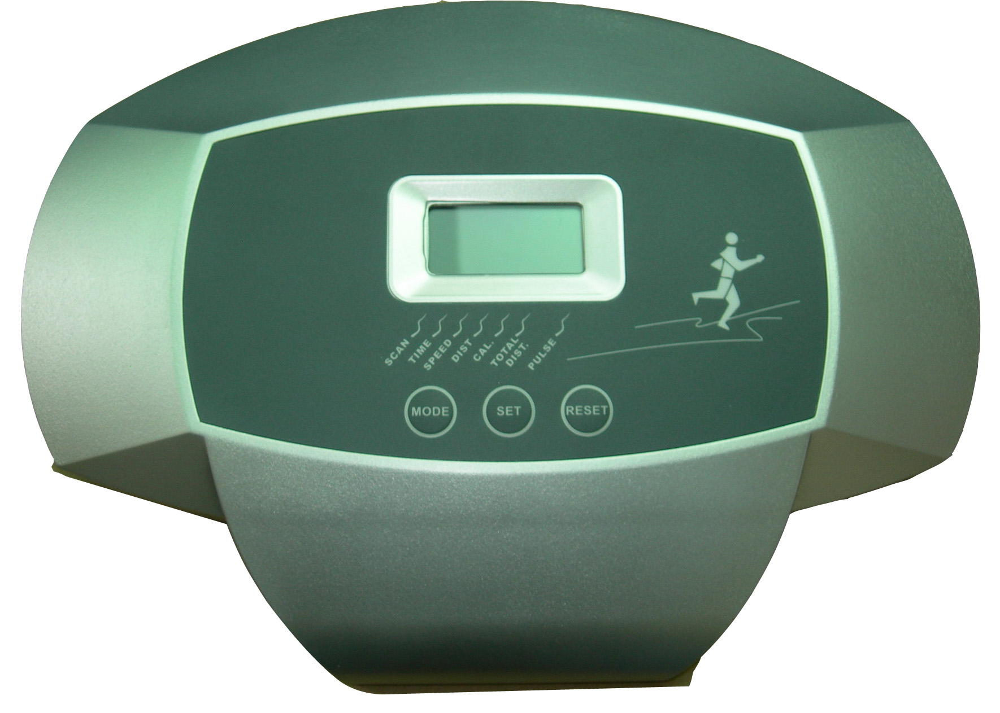 SCAN
TIME
SPEED
DIST
CAL.
TOTAL
DIST.
PULSE
MODE
SET
RESET